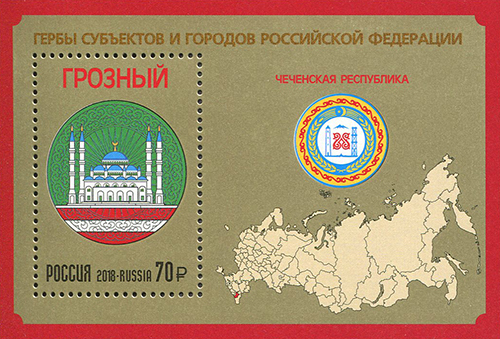 ГЕРБЫ СУБЪЕКТОВ И ГОРОДОВ РОССИЙСКОЙ ФЕДЕРАЦИИ
ГРОЗНЫЙ
ЧЕЧЕНСКАЯ РЕСПУБЛИКА
РОССИЯ 2018-RUSSIA 70 ₽